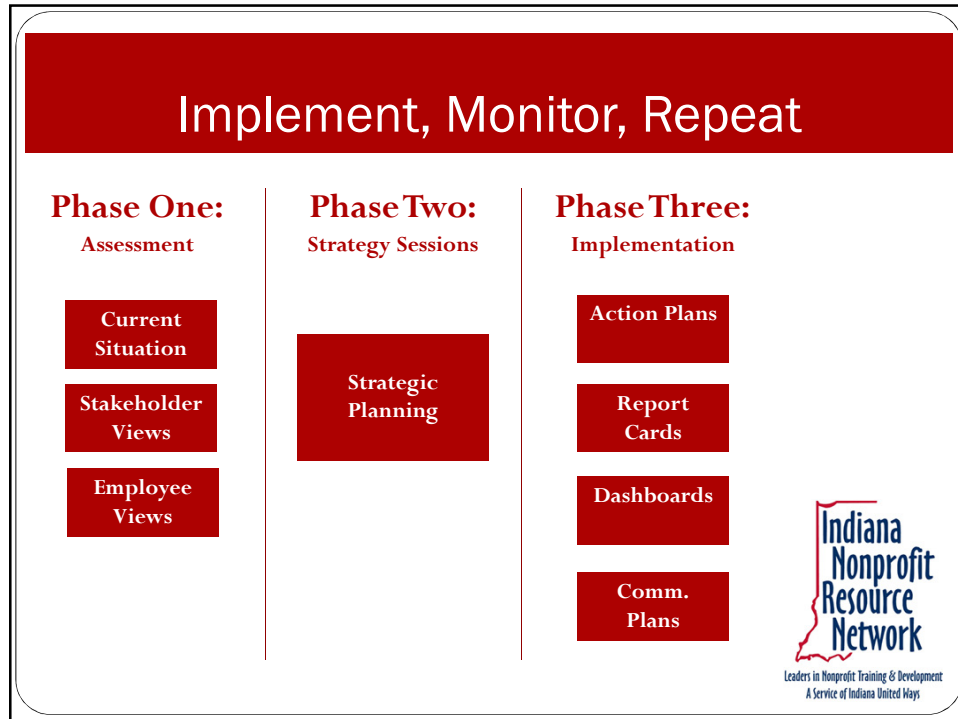 Implement, Monitor, Repeat
Phase One:
Assessment
Current
Situation
Stakeholder
Views
Employee
Views
Phase Two:
Strategy Sessions
Strategic
Planning
Phase Three:
Implementation
Action Plans
Report
Cards
Dashboards
Comm.
Plans
Indiana
Nonprofit
Resource
Network
Leaders in Nonprofit Training & Development
A Service of Indiana United Ways